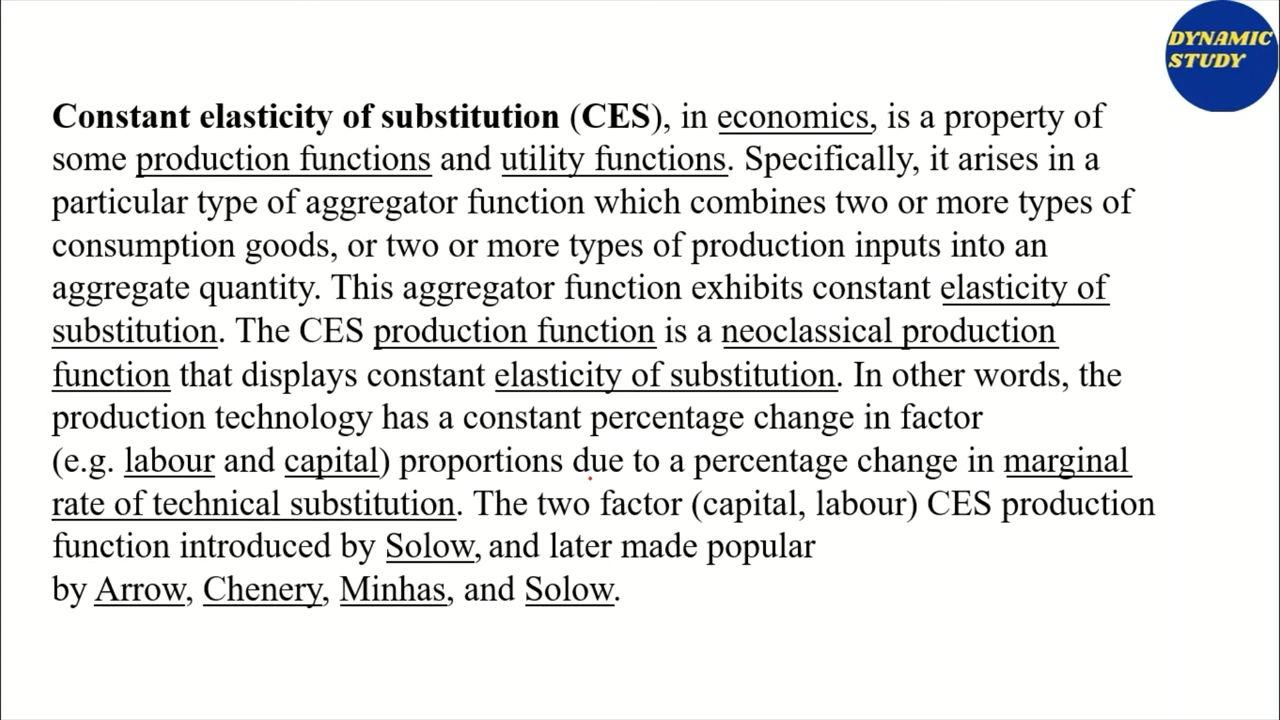 DYNAMIC
STUDY
Constant elasticity of substitution (CES), in economics, is a property of
some production functions and utility functions. Specifically, it arises in a
particular type of aggregator function which combines two or more types of
consumption goods, or two or more types of production inputs into an
aggregate quantity. This aggregator function exhibits constant elasticity of
substitution. The CES production function is a neoclassical production
function that displays constant elasticity of substitution. In other words, the
production technology has a constant percentage change in factor
(e.g. labour and capital) proportions due to a percentage change in marginal
rate of technical substitution. The two factor (capital, labour) CES production
function introduced by Solow, and later made popular
by Arrow, Chenery, Minhas, and Solow.